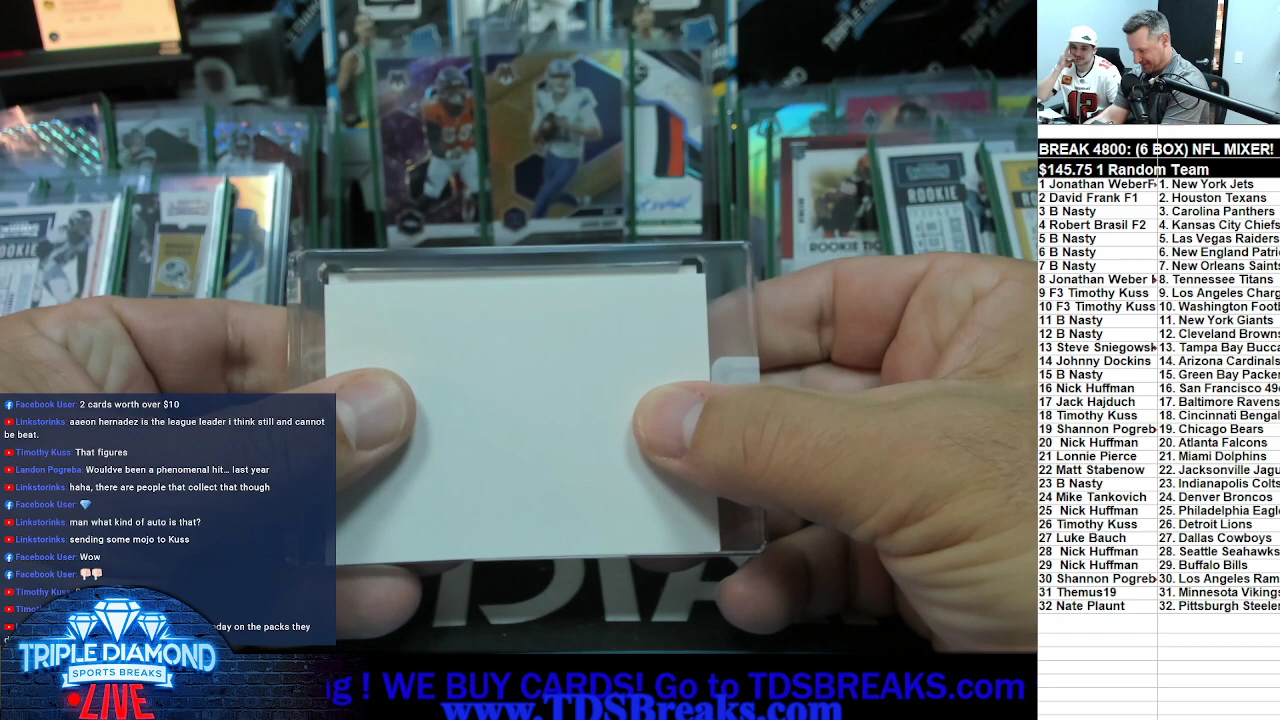 BREAK 4800: (6 BOX) NFL MIXER!
$145.75 1 Random Team
1 Jonathan Weber 1. New York Jets
2 David Frank F1 2. Houston Texans
3 B Nasty 3. Carolina Panthers
4 Robert Brasil F2 4. Kansas City Chiefs
5 B Nasty 5. Las Vegas Raiders
6 B Nasty 6. New England Patri
7 B Nasty 7. New Orleans Saints
8 Jonathan Weber 8. Tennessee Titans
9 F3 Timothy Kuss 9. Los Angeles Charg
10 F3 Timothy Kuss 10. Washington Footb
11 B Nasty 11. New York Giants
12 B Nasty 12. Cleveland Browns
13 Steve Sniegowsk 13. Tampa Bay Bucca
14 Johnny Dockins 14. Arizona Cardinals
15 B Nasty 15. Green Bay Packer
16 Nick Huffman 16. San Francisco 49e
17 Jack Hajduch 17. Baltimore Ravens
18 Timothy Kuss 18. Cincinnati Bengal
19 Shannon Pogreb 19. Chicago Bears
20 Nick Huffman 20. Atlanta Falcons
21 Lonnie Pierce 21. Miami Dolphins
22 Matt Stabenow 22. Jacksonville Jagu
23 B Nasty 23. Indianapolis Colts
24 Mike Tankovich 24. Denver Broncos
25 Nick Huffman 25. Philadelphia Eagl
26 Timothy Kuss 26. Detroit Lions
27 Luke Bauch 27. Dallas Cowboys
28 Nick Huffman 28. Seattle Seahawks
29 Nick Huffman 29. Buffalo Bills
30 Shannon Pogreb 30. Los Angeles Ram
31 Themus19 31. Minnesota Vikings
32 Nate Plaunt 32. Pittsburgh Steele
12
ROOKIE
ROOKIE
ROOKIE
ROOKIE
Facebook User: 2 cards worth over $10
Linkstorinks: aaeon hernadez is the league leader i think still and cannot
be beat.
Timothy Kuss: That figures
Landon Pogreba: Wouldve been a phenomenal hit... last year
Linkstorinks: haha, there are people that collect that though
Facebook User: 💎
Linkstorinks: man what kind of auto is that?
Linkstorinks: sending some mojo to Kuss
Facebook User: Wow
Facebook User: 👎🏻👎🏻
Timothy Kuss:
day on the packs they
TRIPLE DIAMOND
SPORTS BREAKS
LIVE
g ! WE BUY CARDS! Go to TDSBREAKS.com
www.TDSBreaks.com